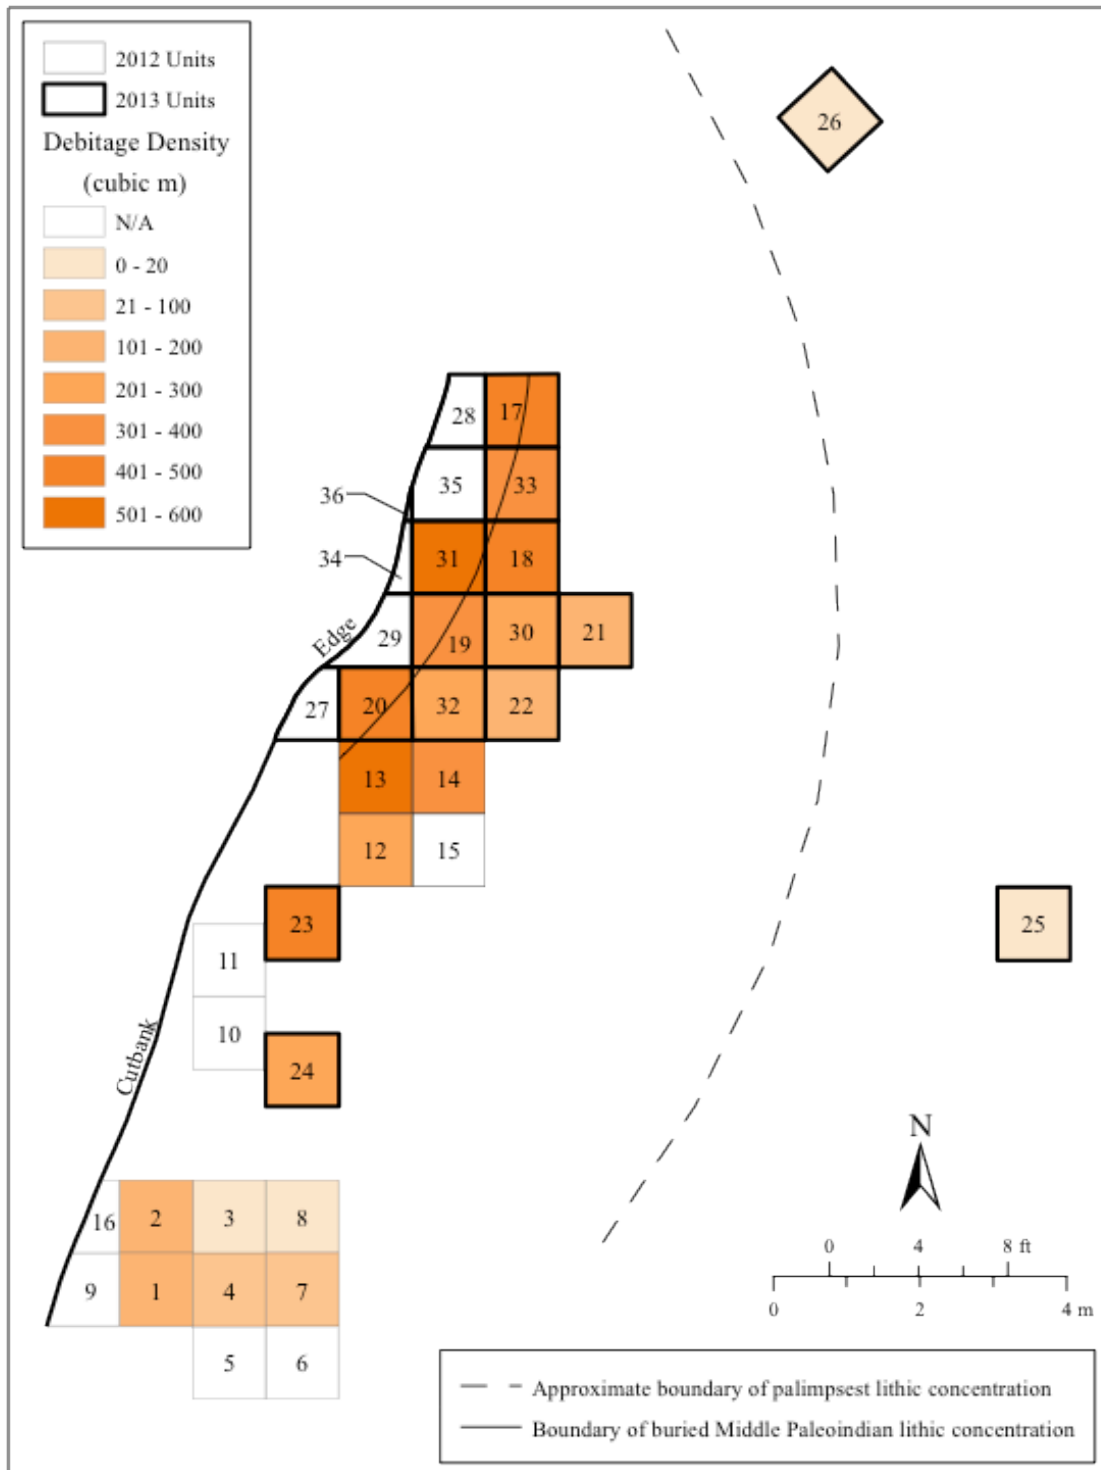 2012 Units
2013 Units
Debitage Density
(cubic m)
N/A
0 - 20
21 - 100
101 - 200
201 - 300
301 - 400
401 - 500
501 - 600
26
28
17
36
35
33
34
31
18
Edge
29
19
30
21
27
20
32
22
13
14
12
15
23
25
11
10
24
Cutbank
16
2
3
8
9
1
4
7
5
6
N
0 4 8 ft
0 2 4 m
Approximate boundary of palimpsest lithic concentration
Boundary of buried Middle Paleoindian lithic concentration